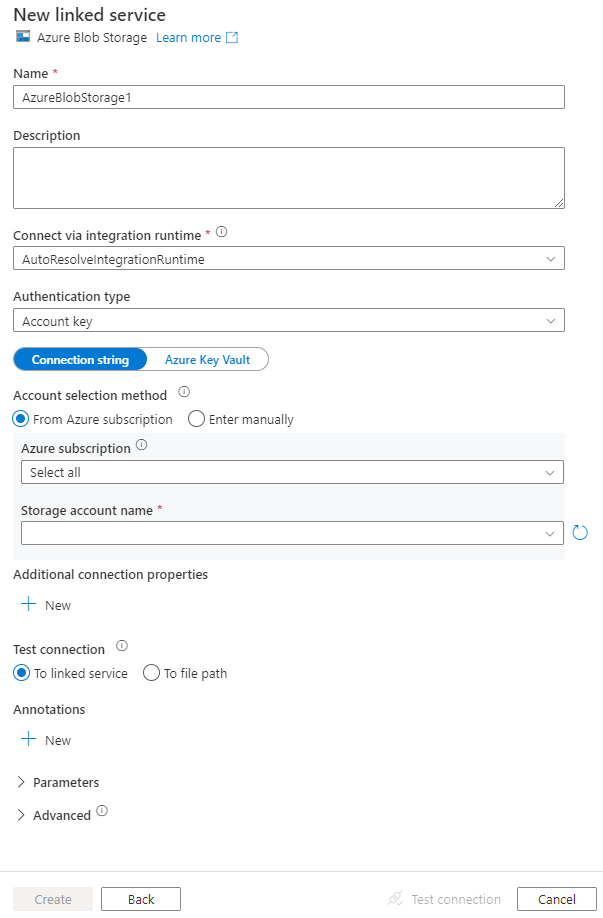 New linked service
Azure Blob Storage Learn more
Name *
AzureBlobStorage1
Description
Connect via integration runtime *
AutoResolveIntegrationRuntime
Authentication type
Account key
Connection string Azure Key Vault
Account selection method
From Azure subscription Enter manually
Azure subscription
Select all
Storage account name *
Additional connection properties
New
Test connection
To linked service To file path
Annotations
New
Parameters
Advanced
Create Back Test connection Cancel